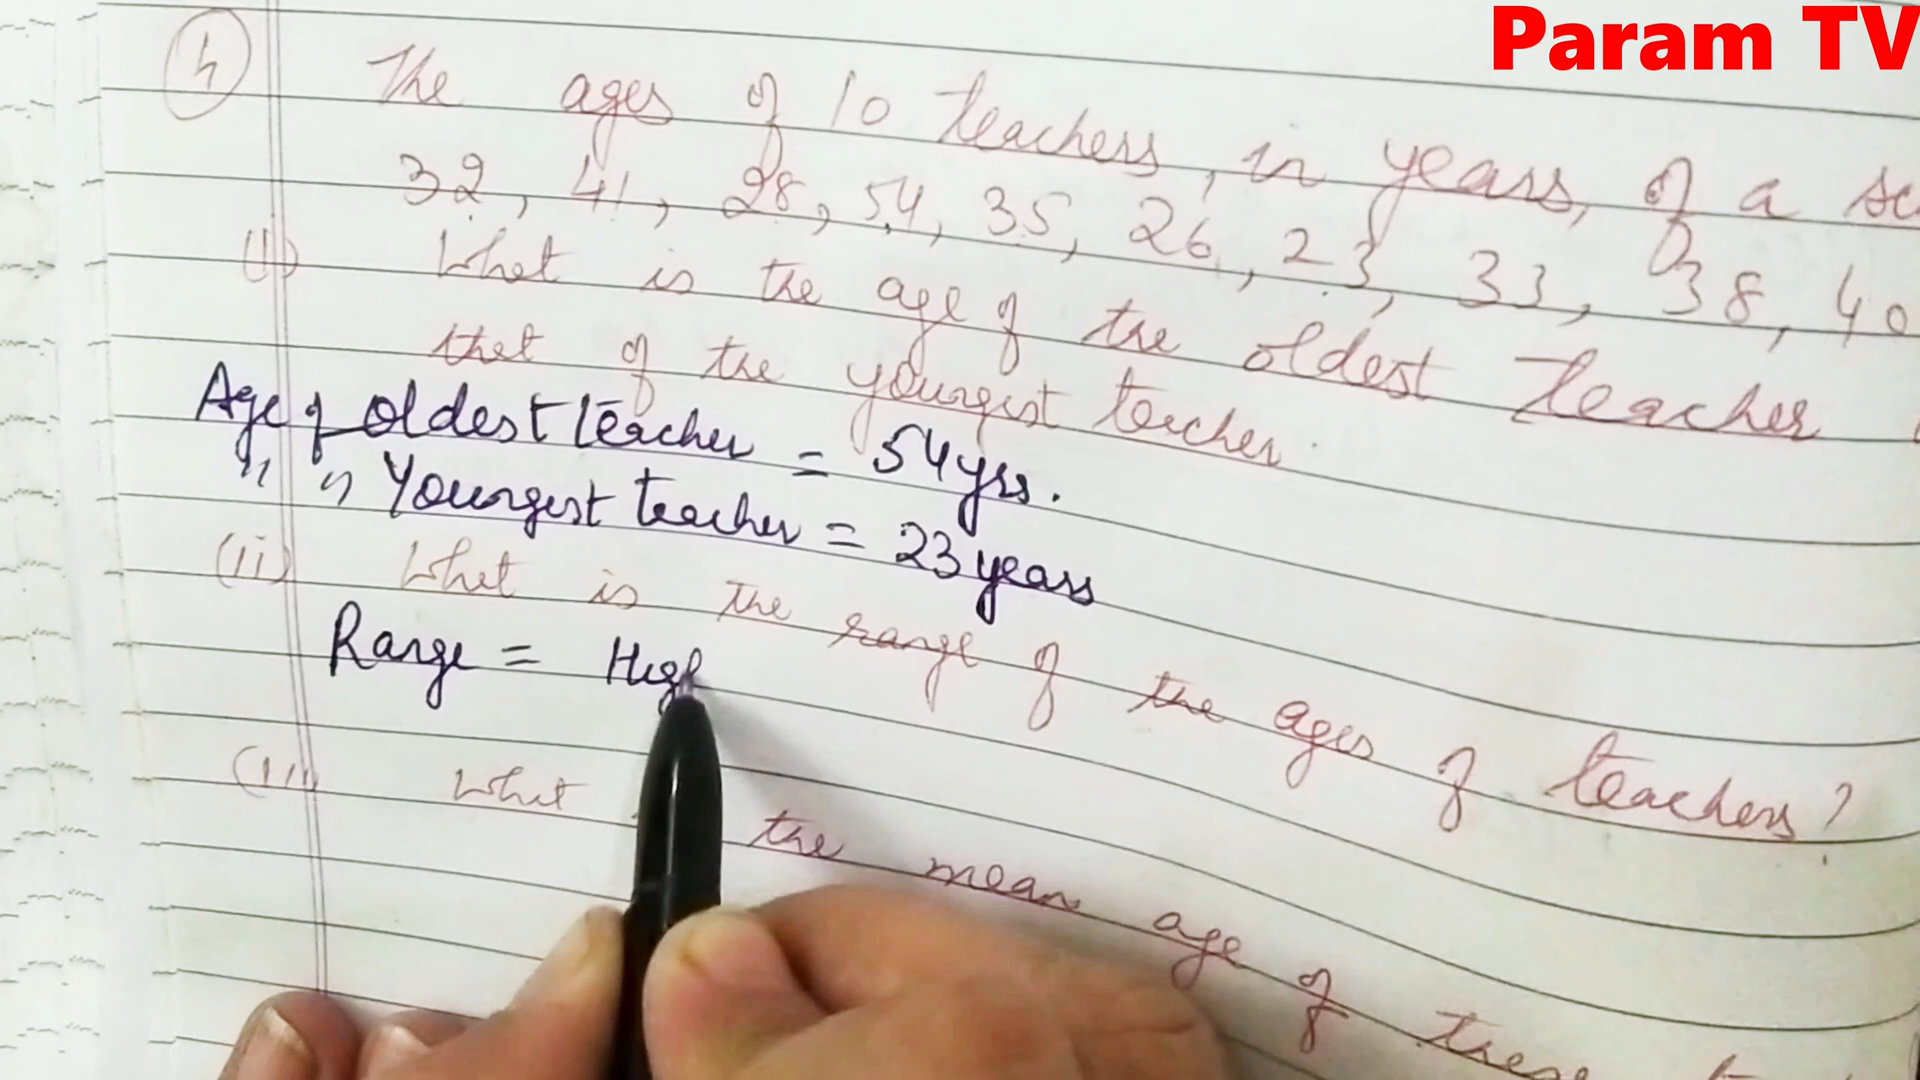 Param TV
4 The ages of 10 teachers, in years, of a
32, 41, 28, 54, 35, 26, 23, 33, 38, 40
(i) What is the age of the oldest teacher
that of the youngest teacher.
Age of oldest teacher = 54 yrs.
" " Youngest teacher = 23 years
(ii) What is the range of the ages of teachers?
Range = High
(iii) What the mean age of these